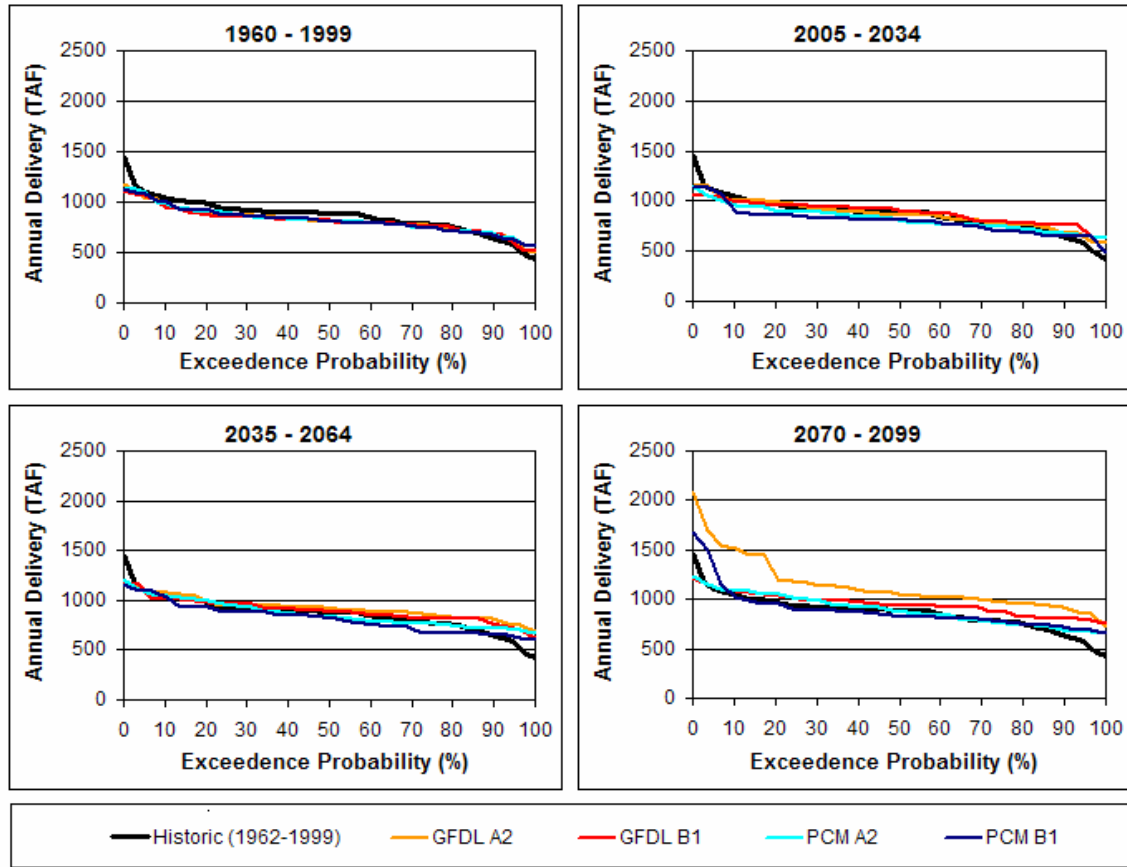 1960 - 1999
Annual Delivery (TAF)
2500
2000
1500
1000
500
0
0 10 20 30 40 50 60 70 80 90 100
Exceedence Probability (%)
2005 - 2034
Annual Delivery (TAF)
2500
2000
1500
1000
500
0
0 10 20 30 40 50 60 70 80 90 100
Exceedence Probability (%)
2035 - 2064
Annual Delivery (TAF)
2500
2000
1500
1000
500
0
0 10 20 30 40 50 60 70 80 90 100
Exceedence Probability (%)
2070 - 2099
Annual Delivery (TAF)
2500
2000
1500
1000
500
0
0 10 20 30 40 50 60 70 80 90 100
Exceedence Probability (%)
Historic (1962-1999) GFDL A2 GFDL B1 PCM A2 PCM B1